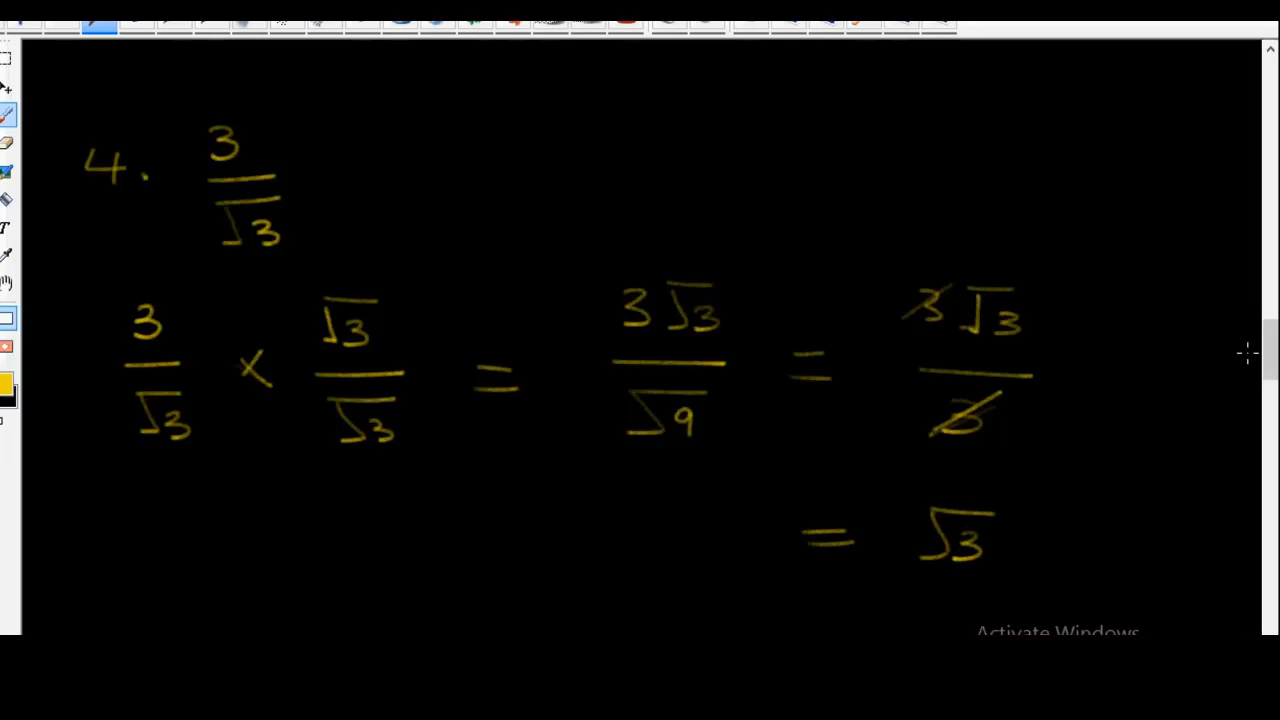 4. 3/√3
3/√3 × √3/√3 = 3√3/√9 = 3√3/3
= √3
Activate Windows